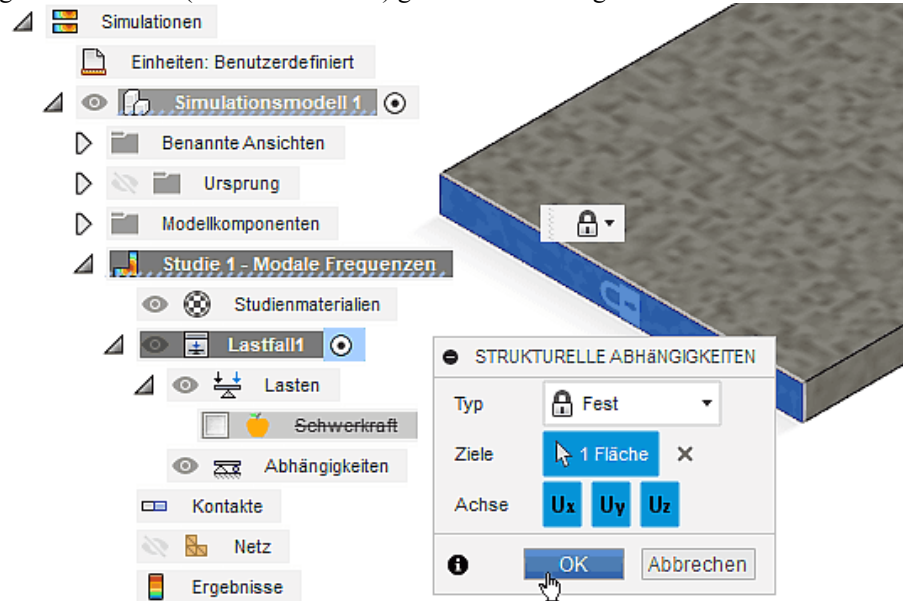 Simulationen
Einheiten: Benutzerdefiniert
Simulationsmodell 1
Benannte Ansichten
Ursprung
Modellkomponenten
Studie 1 - Modale Frequenzen
Studienmaterialien
Lastfall1
Lasten
Schwerkraft
Abhängigkeiten
Kontakte
Netz
Ergebnisse
STRUKTURELLE ABHäNGIGKEITEN
Typ Fest
Ziele 1 Fläche
Achse Ux Uy Uz
OK Abbrechen